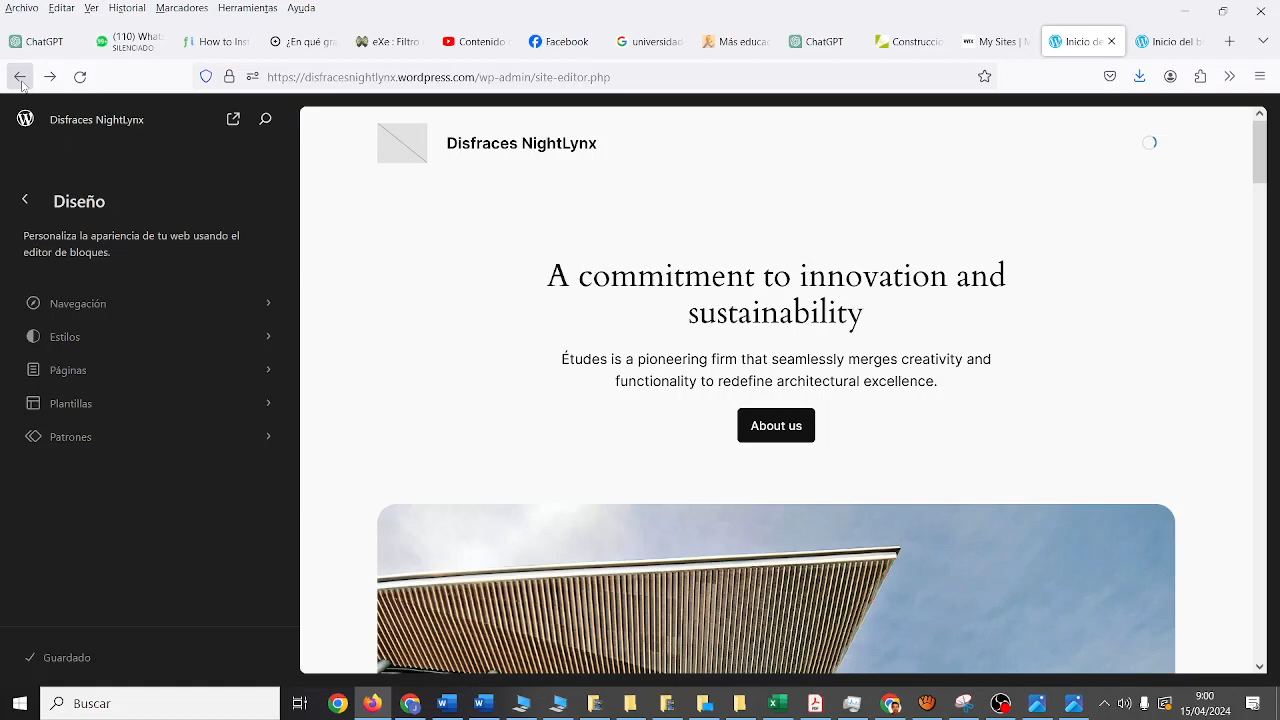 Archivo Editar Ver Historial Marcadores Herramientas Ayuda
ChatGPT
(110) What
SILENCIADO
How to Inst
¿En qué gra
eXe : Filtro
Contenido
Facebook
universidad
Más educa
ChatGPT
Construccio
WIX My Sites | 
Inicio de
Inicio del b
https://disfracesnightlynx.wordpress.com/wp-admin/site-editor.php
Disfraces NightLynx
Diseño
Personaliza la apariencia de tu web usando el
editor de bloques.
Navegación
Estilos
Páginas
Plantillas
Patrones
Guardado
Disfraces NightLynx
A commitment to innovation and
sustainability
Études is a pioneering firm that seamlessly merges creativity and
functionality to redefine architectural excellence.
About us
Buscar
9:00
15/04/2024